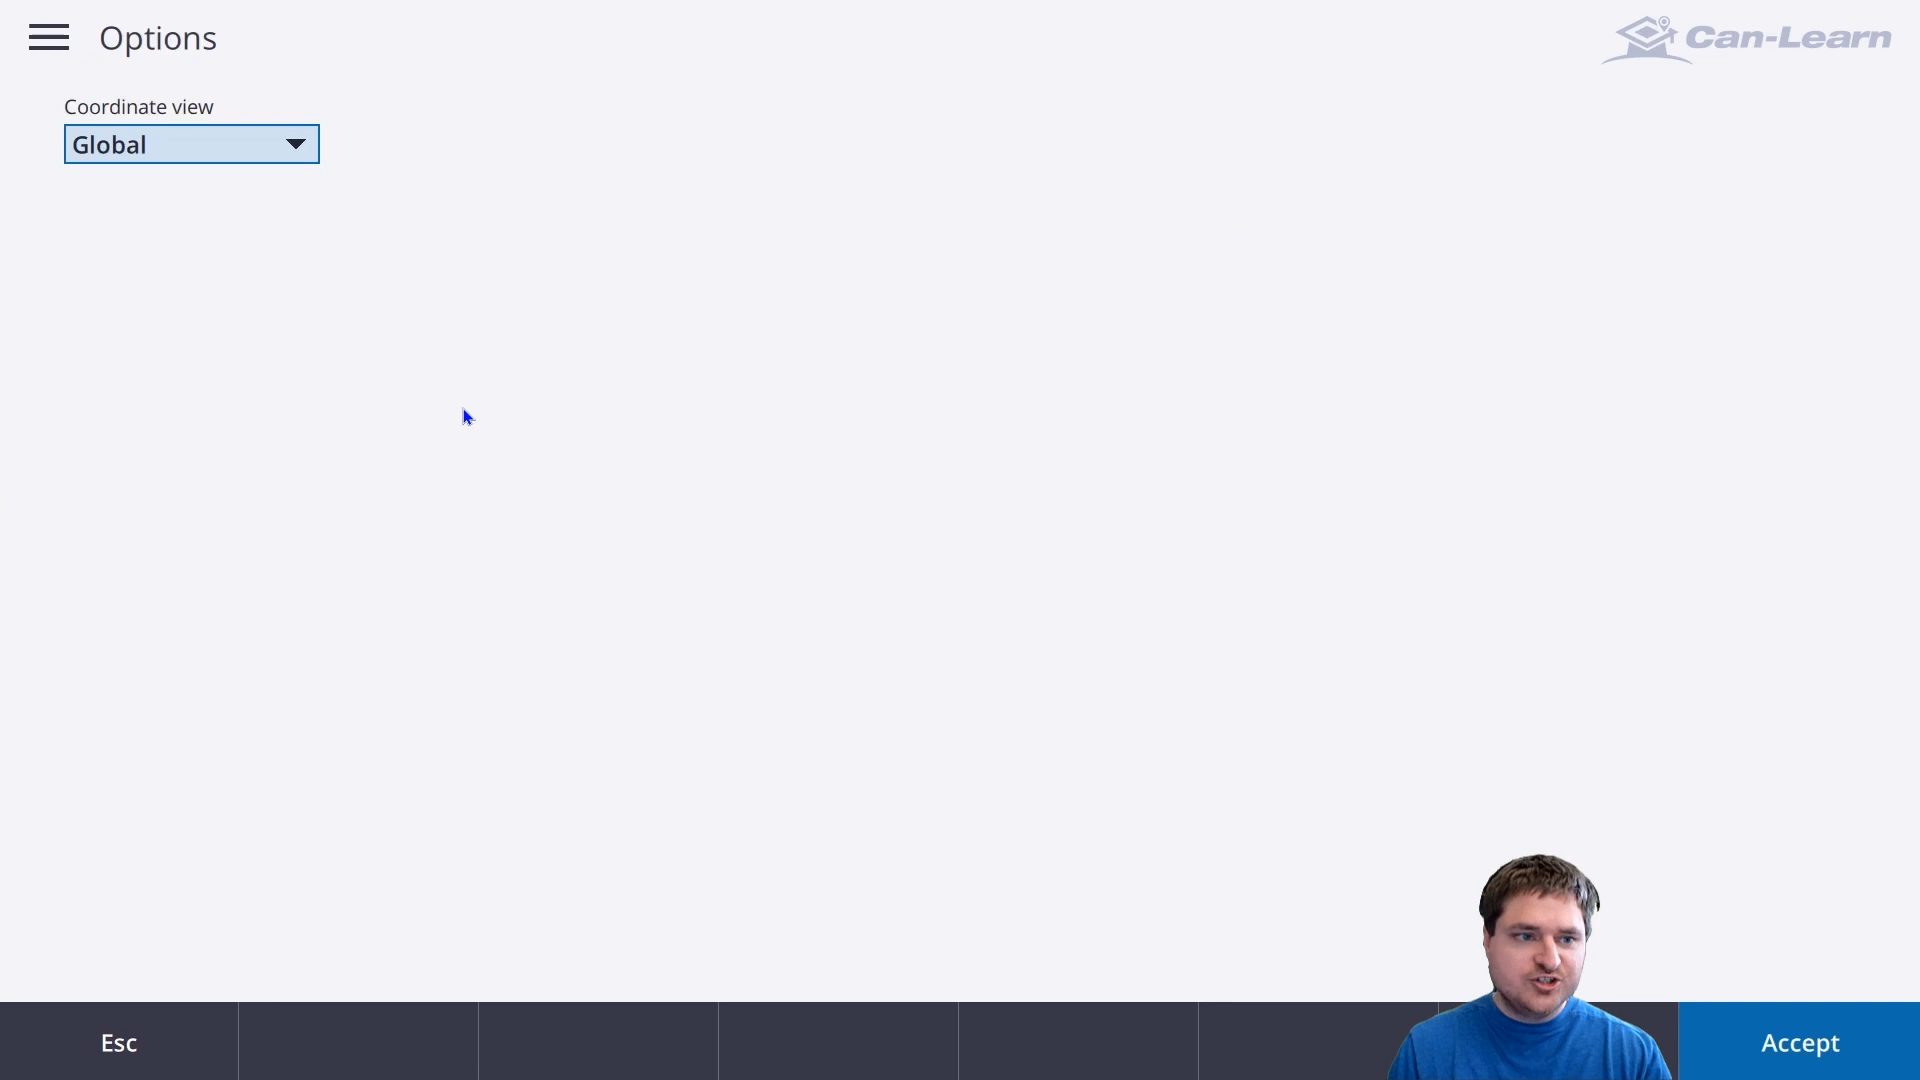 Options
Can-Learn
Coordinate view
Global
Esc
Accept